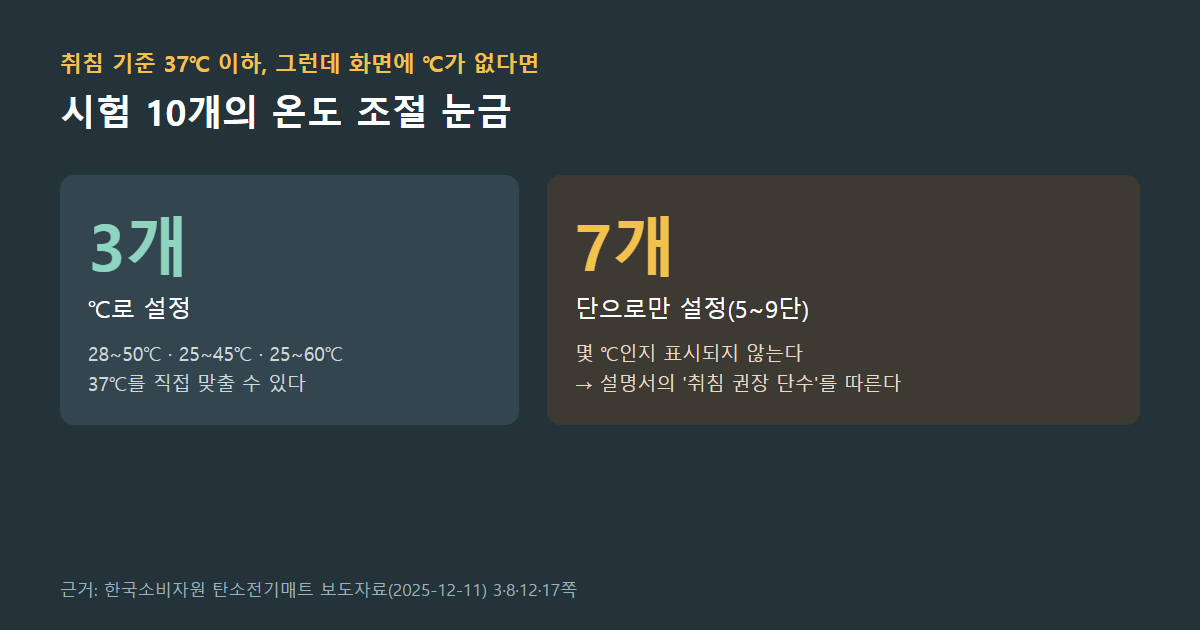 취침 기준 37℃ 이하, 그런데 화면에 ℃가 없다면
시험 10개의 온도 조절 눈금
3개
℃로 설정
28~50℃ · 25~45℃ · 25~60℃
37℃를 직접 맞출 수 있다
7개
단으로만 설정(5~9단)
몇 ℃인지 표시되지 않는다
→ 설명서의 '취침 권장 단수'를 따른다
근거: 한국소비자원 탄소전기매트 보도자료(2025-12-11) 3·8·12·17쪽